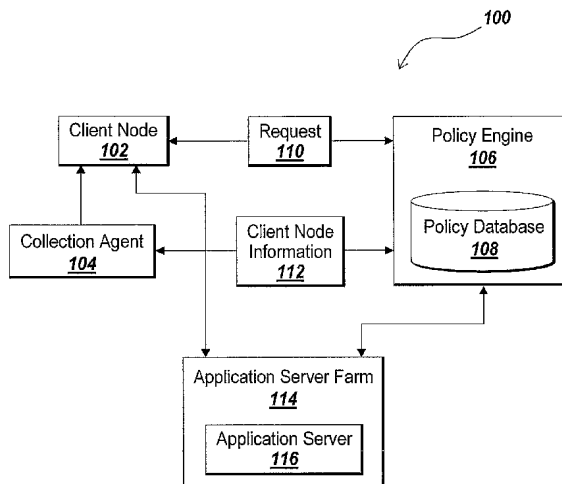 100
Client Node
102
Request
110
Policy Engine
106
Policy Database
108
Collection Agent
104
Client Node
Information
112
Application Server Farm
114
Application Server
116